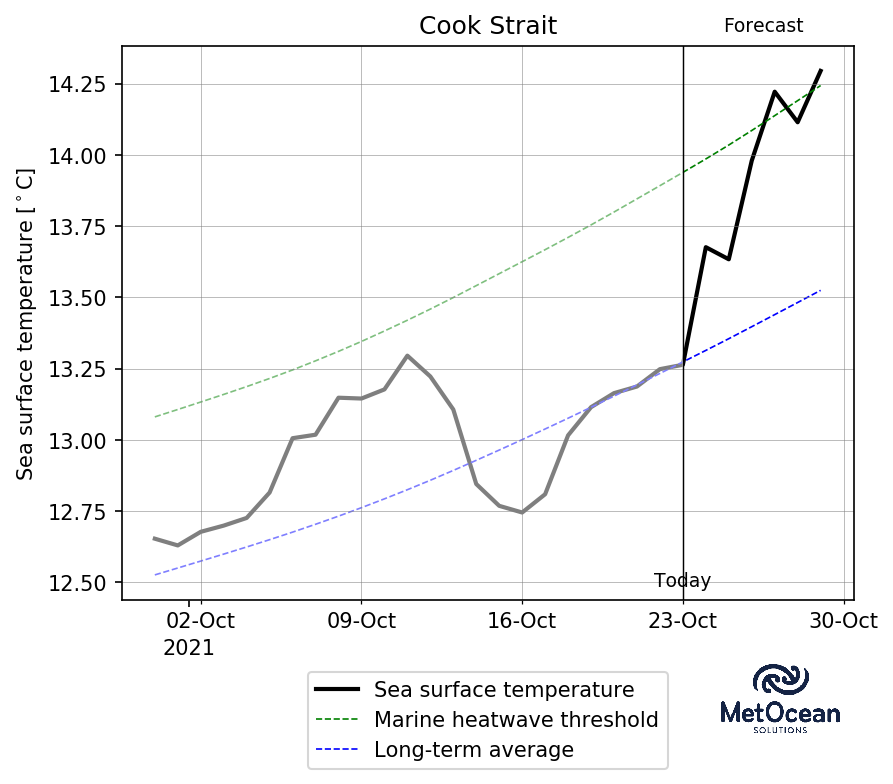 Cook Strait
Forecast
Sea surface temperature [°C]
14.25
14.00
13.75
13.50
13.25
13.00
12.75
12.50
Today
02-Oct 09-Oct 16-Oct 23-Oct 30-Oct
2021
Sea surface temperature
Marine heatwave threshold
Long-term average
MetOcean
SOLUTIONS